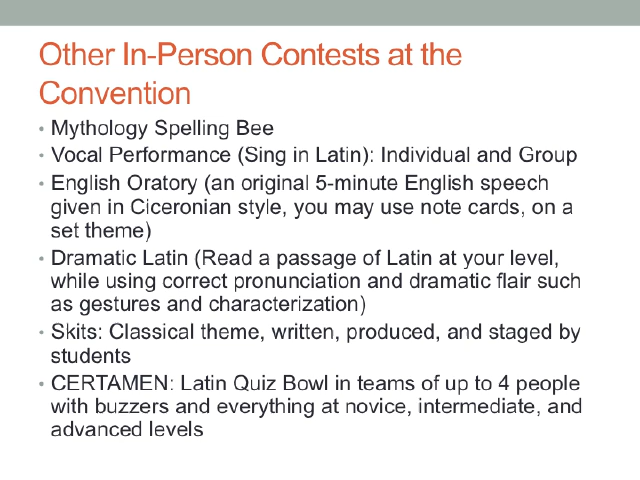 Other In-Person Contests at the
Convention
• Mythology Spelling Bee
• Vocal Performance (Sing in Latin): Individual and Group
• English Oratory (an original 5-minute English speech
given in Ciceronian style, you may use note cards, on a
set theme)
• Dramatic Latin (Read a passage of Latin at your level,
while using correct pronunciation and dramatic flair such
as gestures and characterization)
• Skits: Classical theme, written, produced, and staged by
students
• CERTAMEN: Latin Quiz Bowl in teams of up to 4 people
with buzzers and everything at novice, intermediate, and
advanced levels